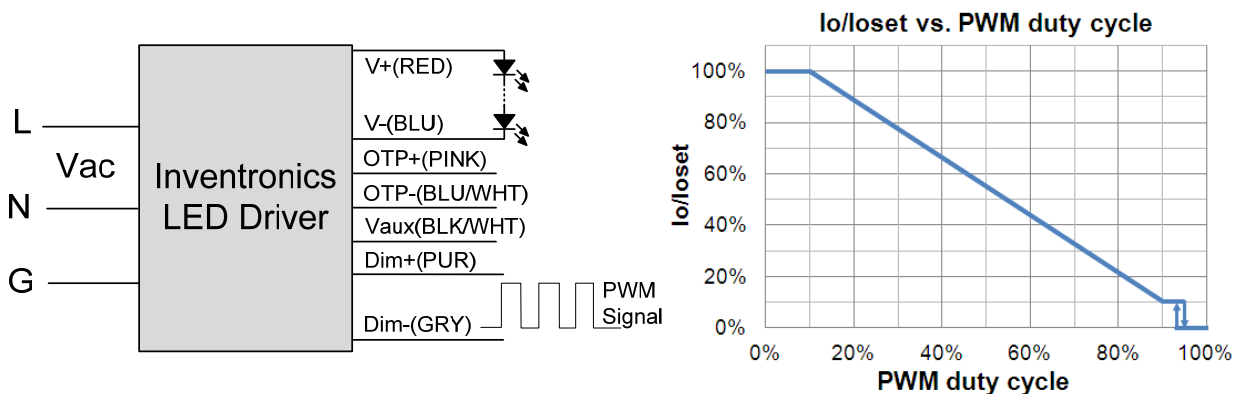 L
Vac
N
G
Inventronics
LED Driver
V+(RED)
V-(BLU)
OTP+(PINK)
OTP-(BLU/WHT)
Vaux(BLK/WHT)
Dim+(PUR)
Dim-(GRY)
PWM
Signal
Io/Ioset vs. PWM duty cycle
Io/Ioset
100%
80%
60%
40%
20%
0%
0% 20% 40% 60% 80% 100%
PWM duty cycle